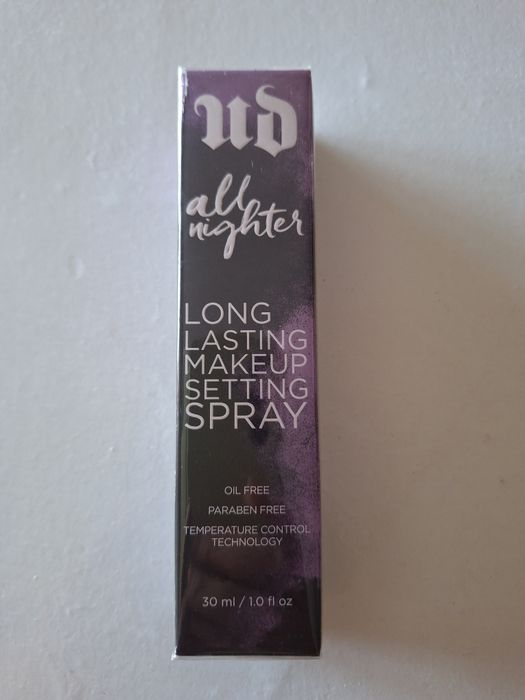 ud
all
nighter
LONG
LASTING
MAKEUP
SETTING
SPRAY
OIL FREE
PARABEN FREE
TEMPERATURE CONTROL
TECHNOLOGY
30 ml / 1.0 fl oz